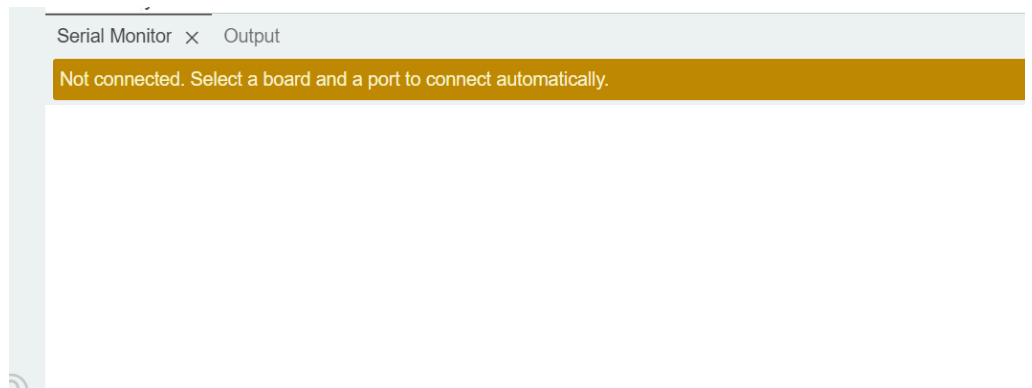 Serial Monitor Output
Not connected. Select a board and a port to connect automatically.